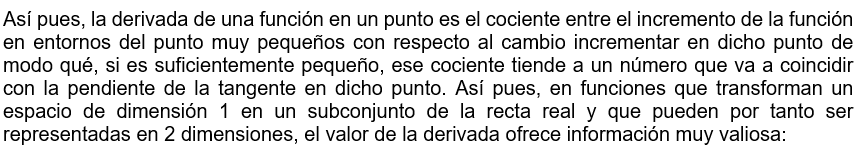 Así pues, la derivada de una función en un punto es el cociente entre el incremento de la función
en entornos del punto muy pequeños con respecto al cambio incrementar en dicho punto de
modo qué, si es suficientemente pequeño, ese cociente tiende a un número que va a coincidir
con la pendiente de la tangente en dicho punto. Así pues, en funciones que transforman un
espacio de dimensión 1 en un subconjunto de la recta real y que pueden por tanto ser
representadas en 2 dimensiones, el valor de la derivada ofrece información muy valiosa: